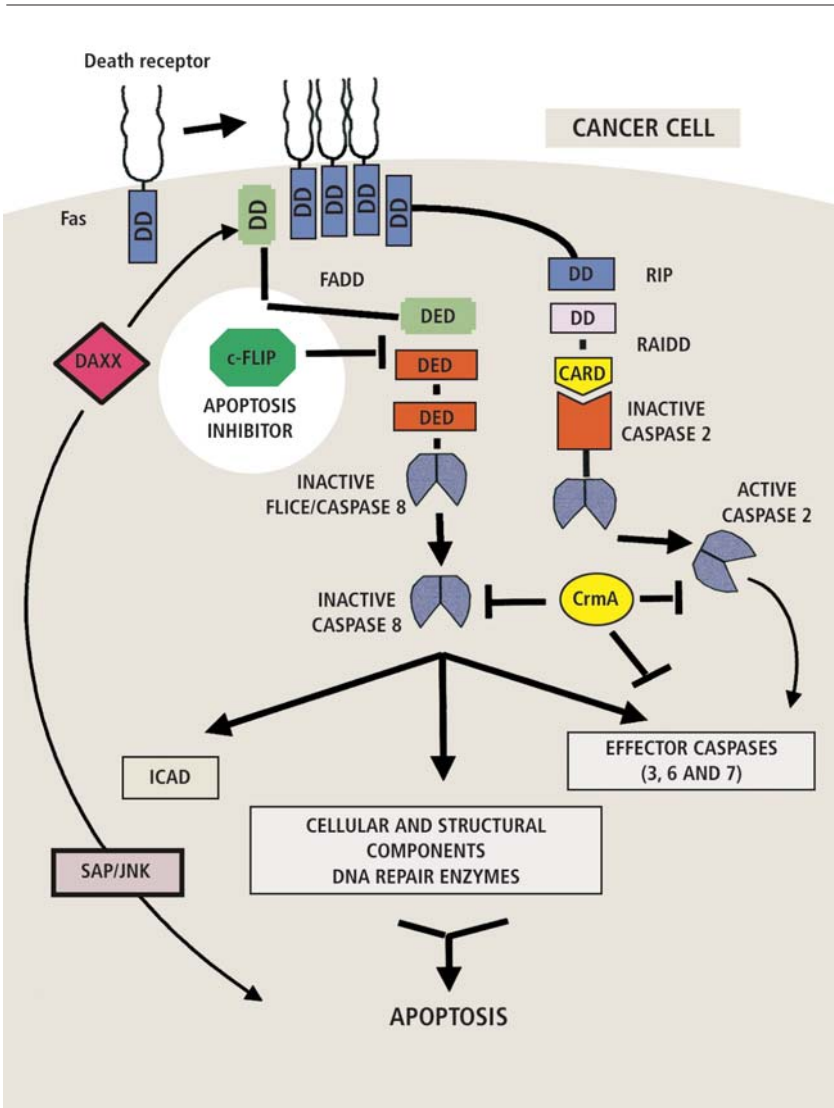 Death receptor
CANCER CELL
Fas
DD
DD
DD
DD
DD
DD
DD
RIP
FADD
DED
DD
RAIDD
DAXX
c-FLIP
APOPTOSIS
INHIBITOR
DED
DED
CARD
INACTIVE
CASPASE 2
INACTIVE
FLICE/CASPASE 8
ACTIVE
CASPASE 2
INACTIVE
CASPASE 8
CrmA
ICAD
EFFECTOR CASPASES
(3, 6 AND 7)
CELLULAR AND STRUCTURAL
COMPONENTS
DNA REPAIR ENZYMES
SAP/JNK
APOPTOSIS